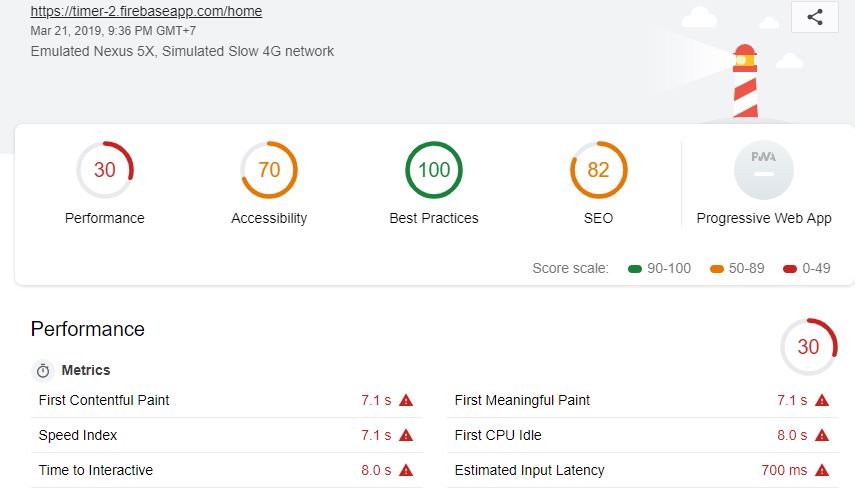 https://timer-2.firebaseapp.com/home
Mar 21, 2019, 9:36 PM GMT+7
Emulated Nexus 5X, Simulated Slow 4G network
30 70 100 82 PWA
Performance Accessibility Best Practices SEO Progressive Web App
Score scale: 90-100 50-89 0-49
Performance 30
Metrics
First Contentful Paint 7.1 s First Meaningful Paint 7.1 s
Speed Index 7.1 s First CPU Idle 8.0 s
Time to Interactive 8.0 s Estimated Input Latency 700 ms